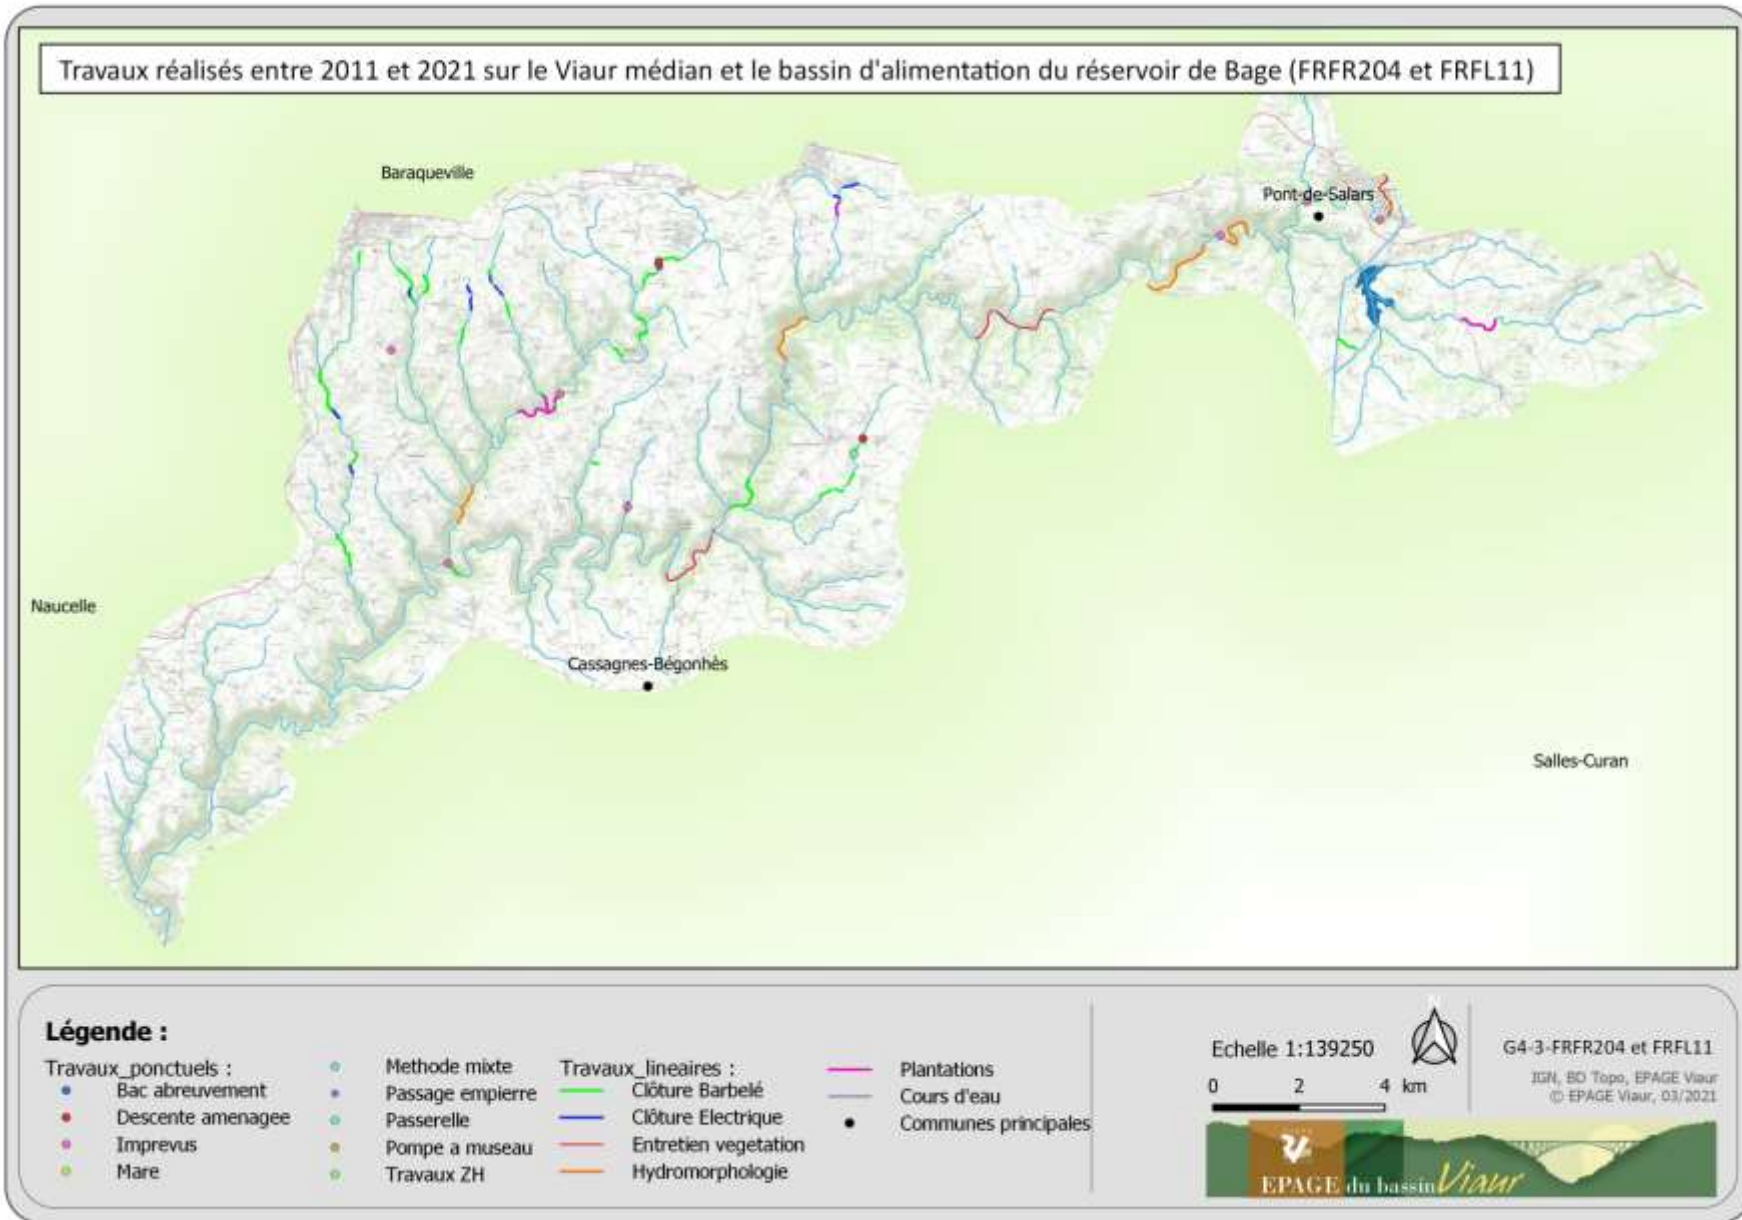 Travaux réalisés entre 2011 et 2021 sur le Viaur médian et le bassin d'alimentation du réservoir de Bage (FRFR204 et FRFL11)
Baraqueville
Pont-de-Salars
Naucelle
Cassagnes-Bégonhès
Salles-Curan
Légende :
Travaux_ponctuels :
Bac abreuvement
Descente amenagee
Imprevus
Mare
Methode mixte
Passage empierre
Passerelle
Pompe a museau
Travaux ZH
Travaux_lineaires :
Clôture Barbelé
Clôture Electrique
Entretien vegetation
Hydromorphologie
Plantations
Cours d'eau
Communes principales
Echelle 1:139250
0 2 4 km
G4-3-FRFR204 et FRFL11
IGN, BD Topo, EPAGE Viaur
© EPAGE Viaur, 03/2021
EPAGE du bassin Viaur